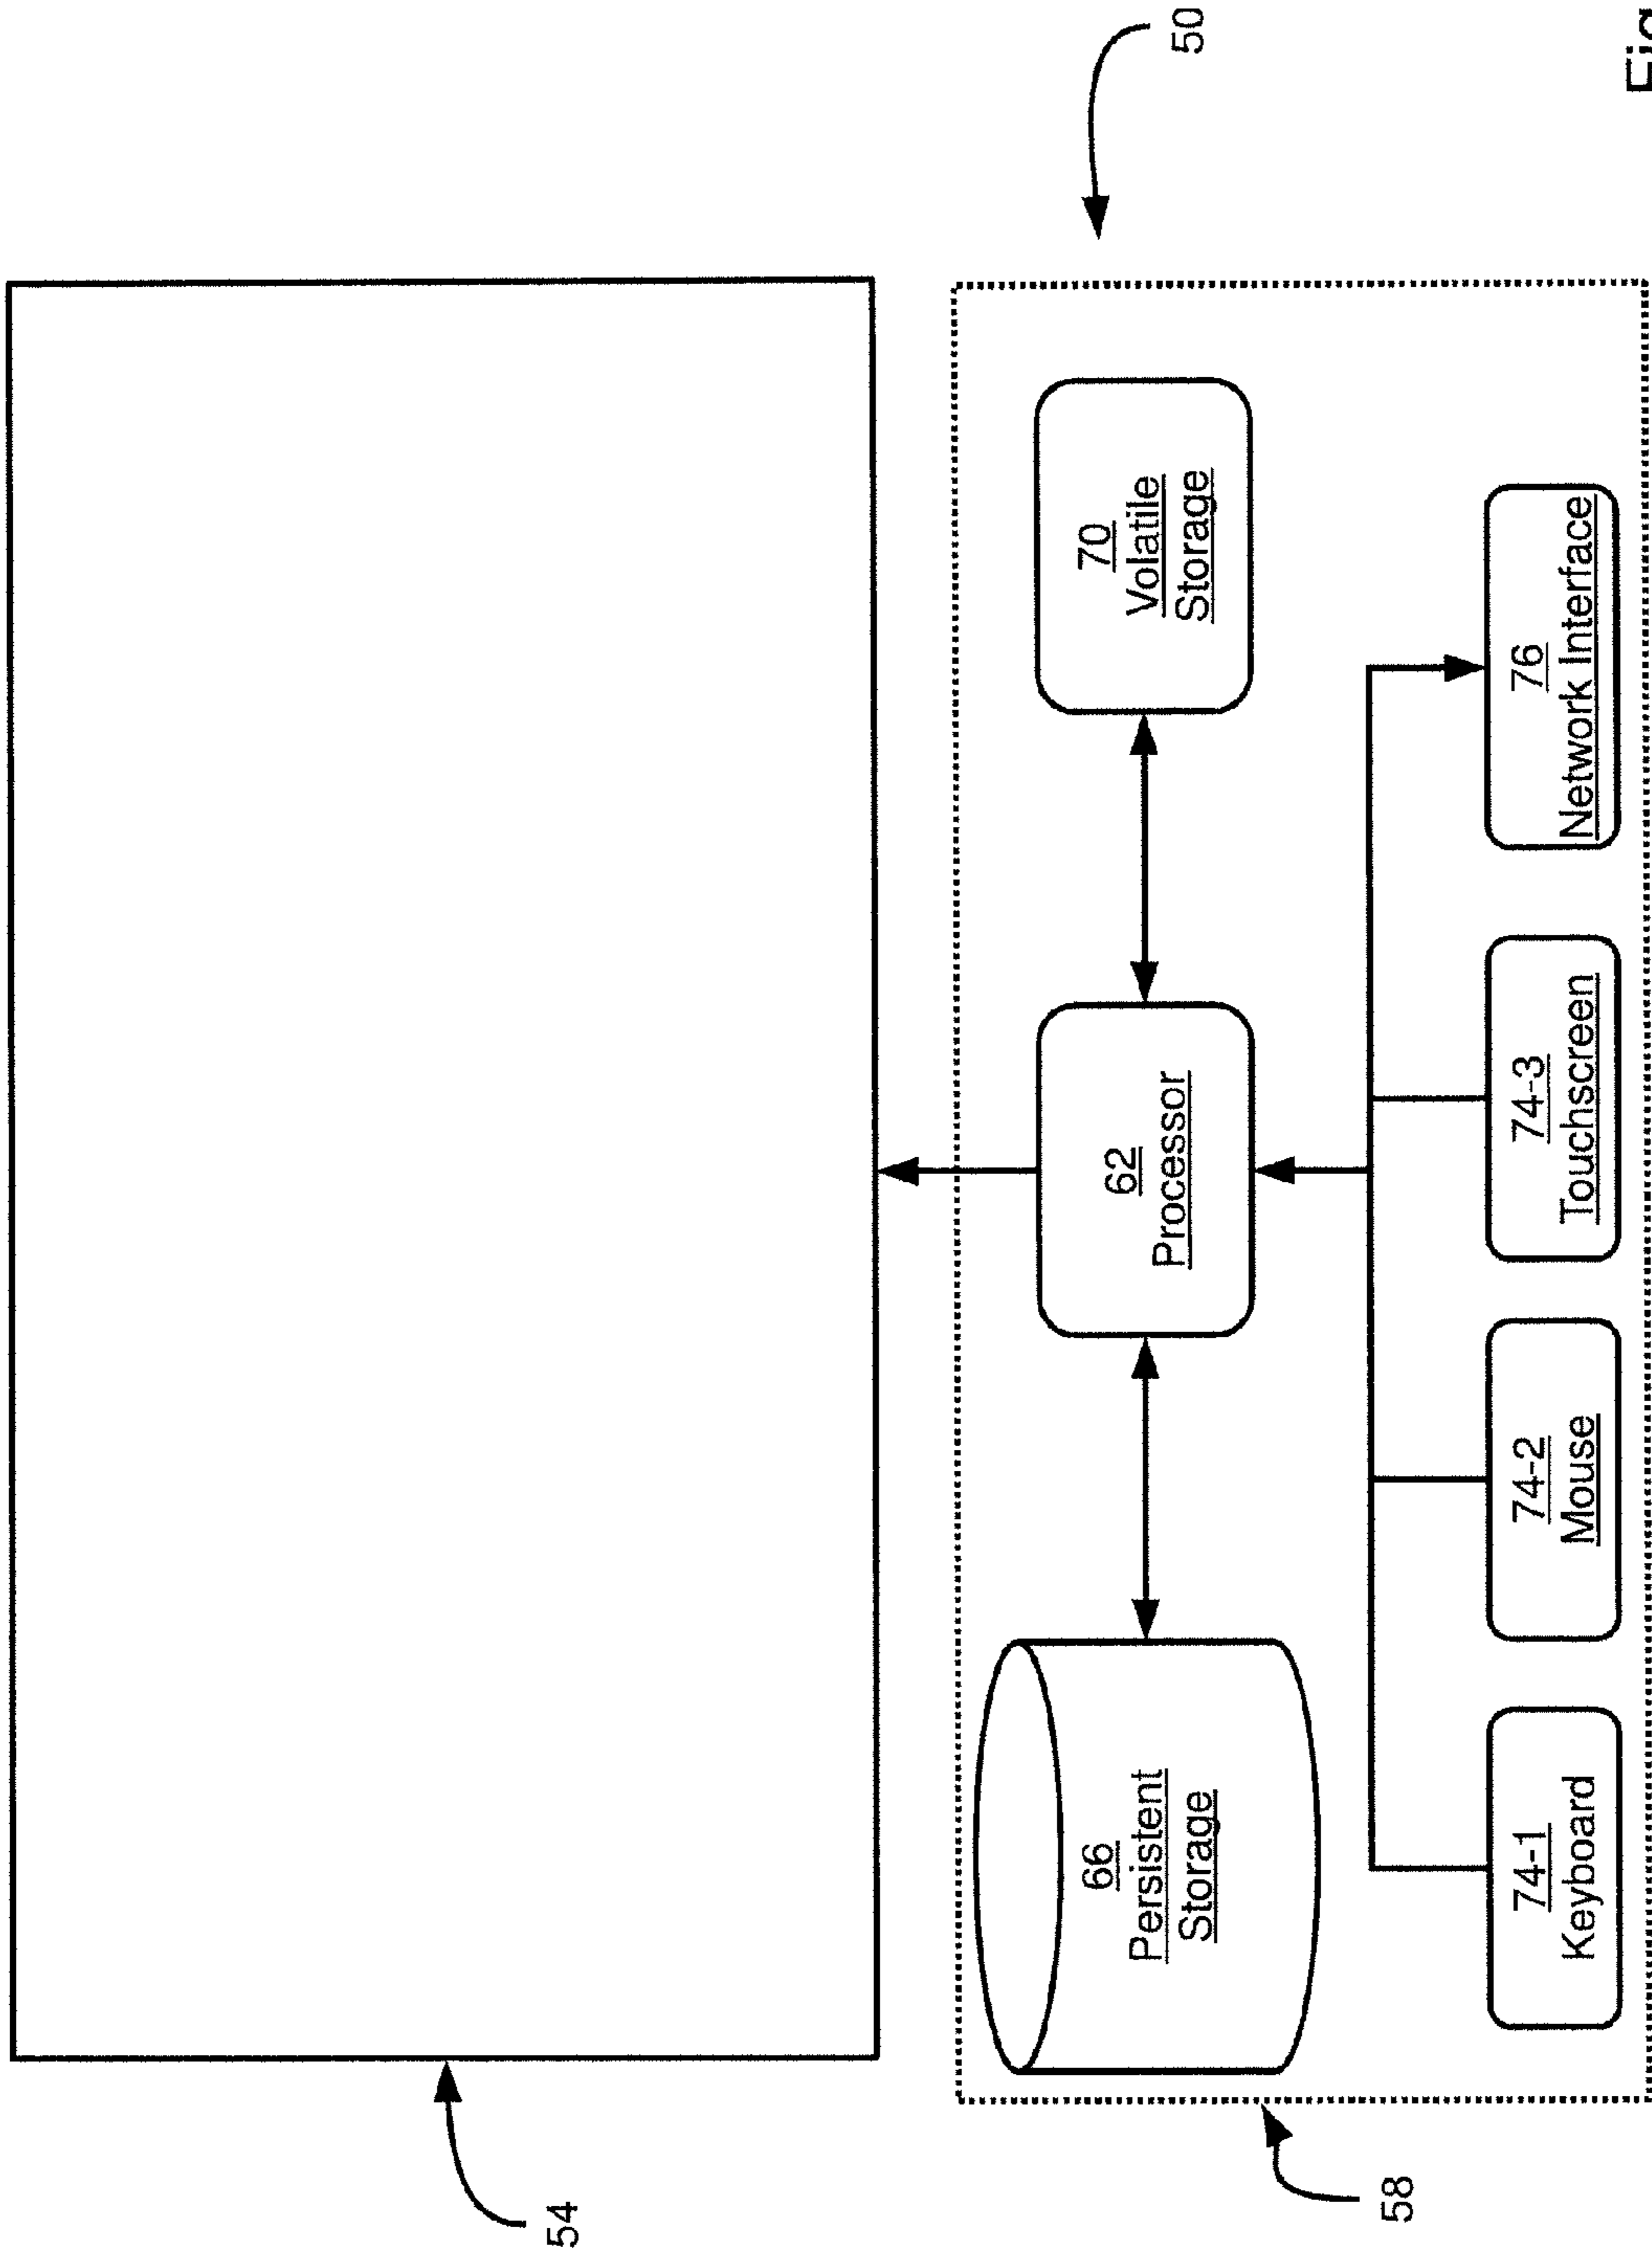 54
50
58
66
Persistent
Storage
62
Processor
70
Volatile
Storage
74-1
Keyboard
74-2
Mouse
74-3
Touchscreen
76
Network Interface